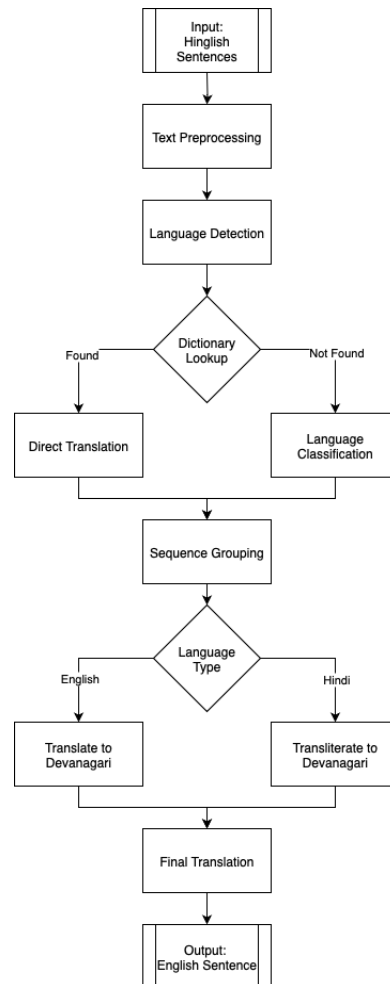 Input:
Hinglish
Sentences
Text Preprocessing
Language Detection
Dictionary
Lookup
Found
Not Found
Direct Translation
Language
Classification
Sequence Grouping
Language
Type
English
Hindi
Translate to
Devanagari
Transliterate to
Devanagari
Final Translation
Output:
English Sentence